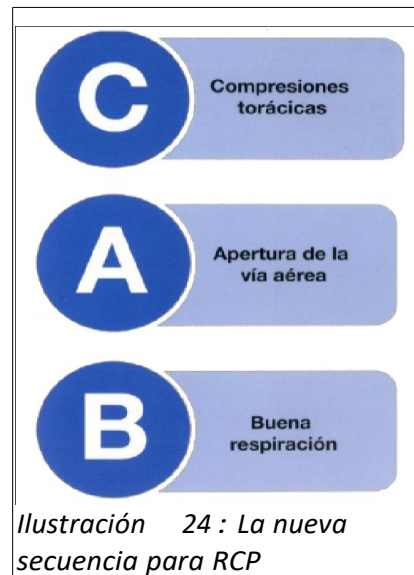 C
Compresiones
torácicas
A
Apertura de la
vía aérea
B
Buena
respiración
Ilustración 24 : La nueva
secuencia para RCP